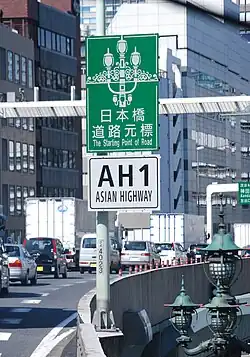 日本橋
道路元標
The Starting Point of Road
AH1
ASIAN HIGHWAY